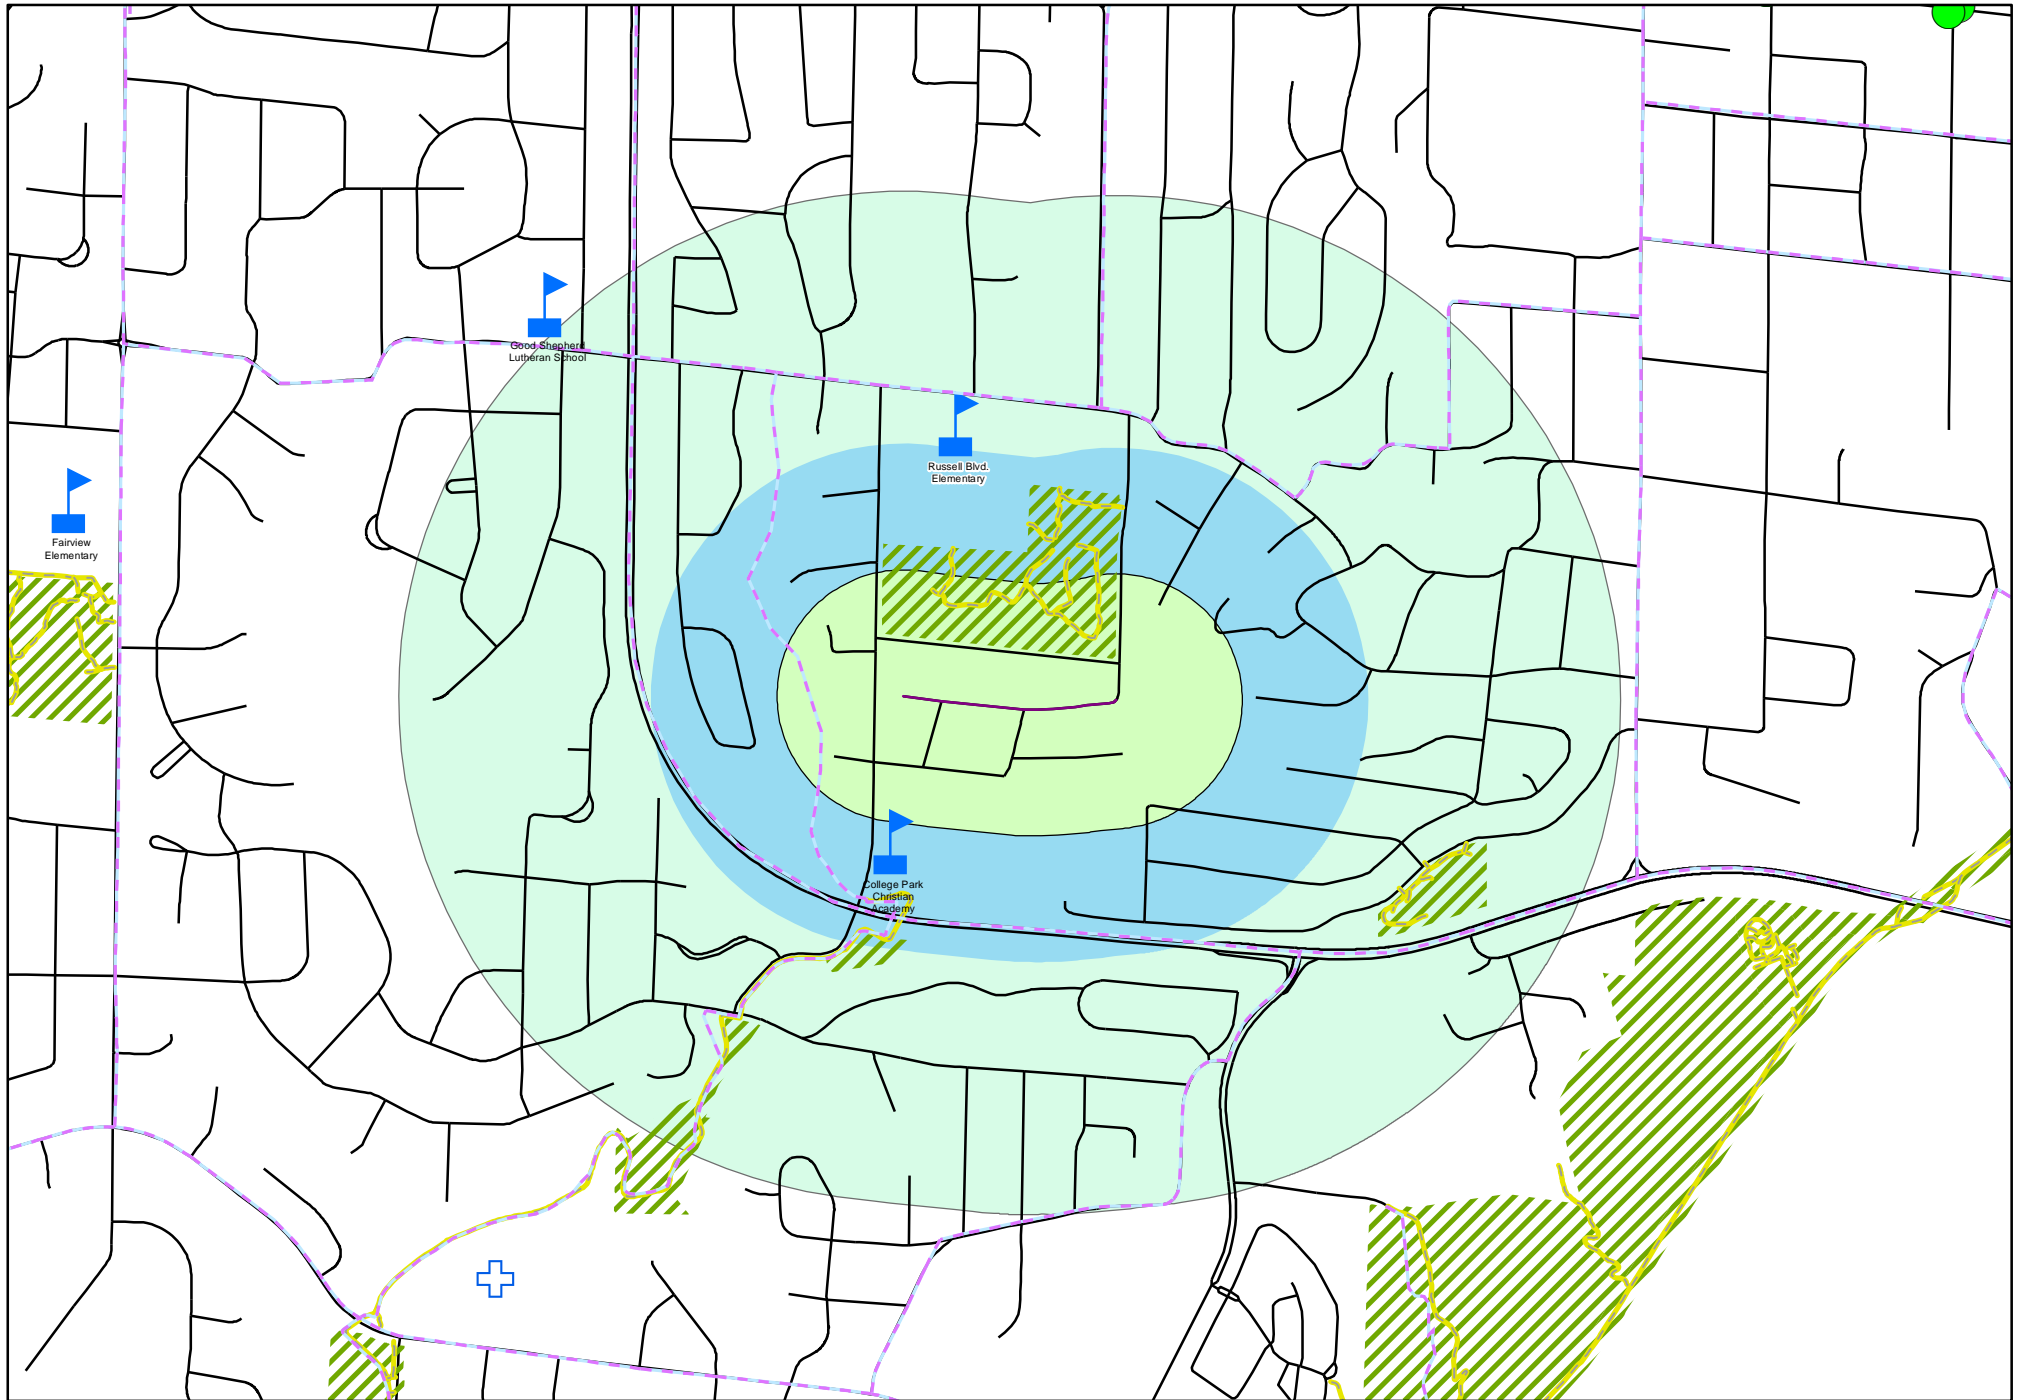 Good Shepherd
Lutheran School
Russell Blvd.
Elementary
Fairview
Elementary
College Park
Christian
Academy